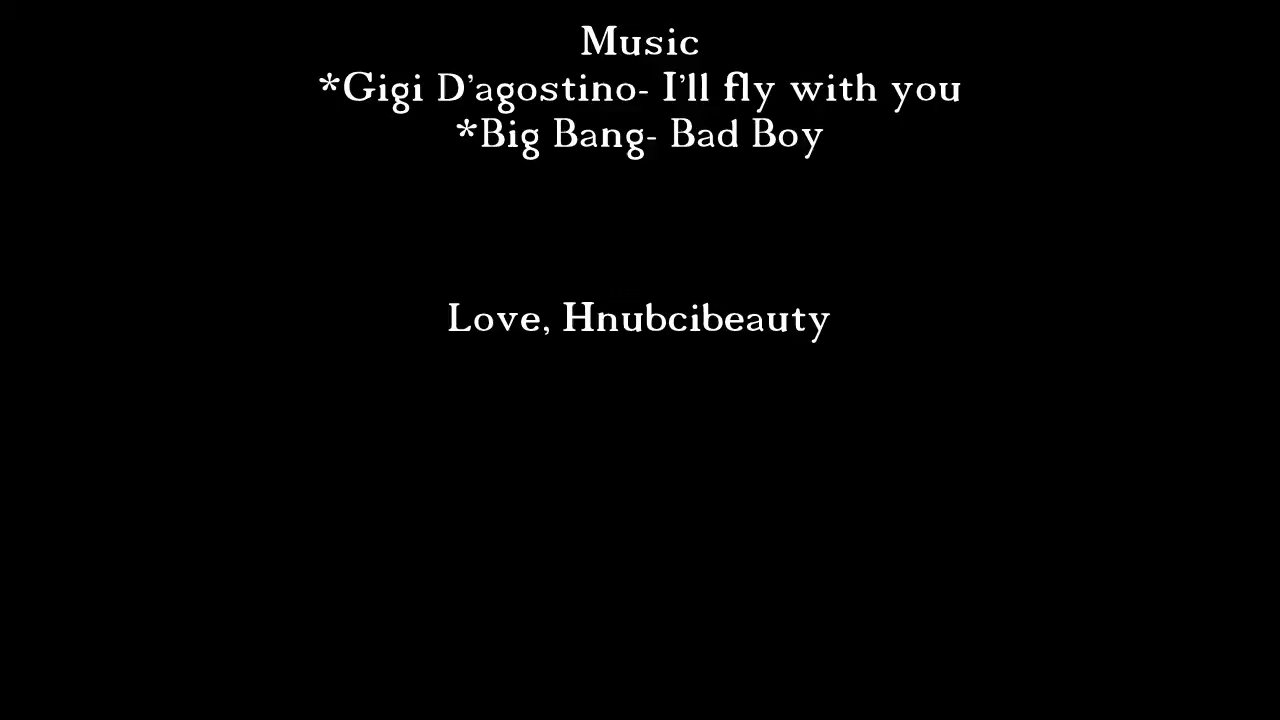 Music
*Gigi D'agostino- I'll fly with you
*Big Bang- Bad Boy
Love, Hnubcibeauty